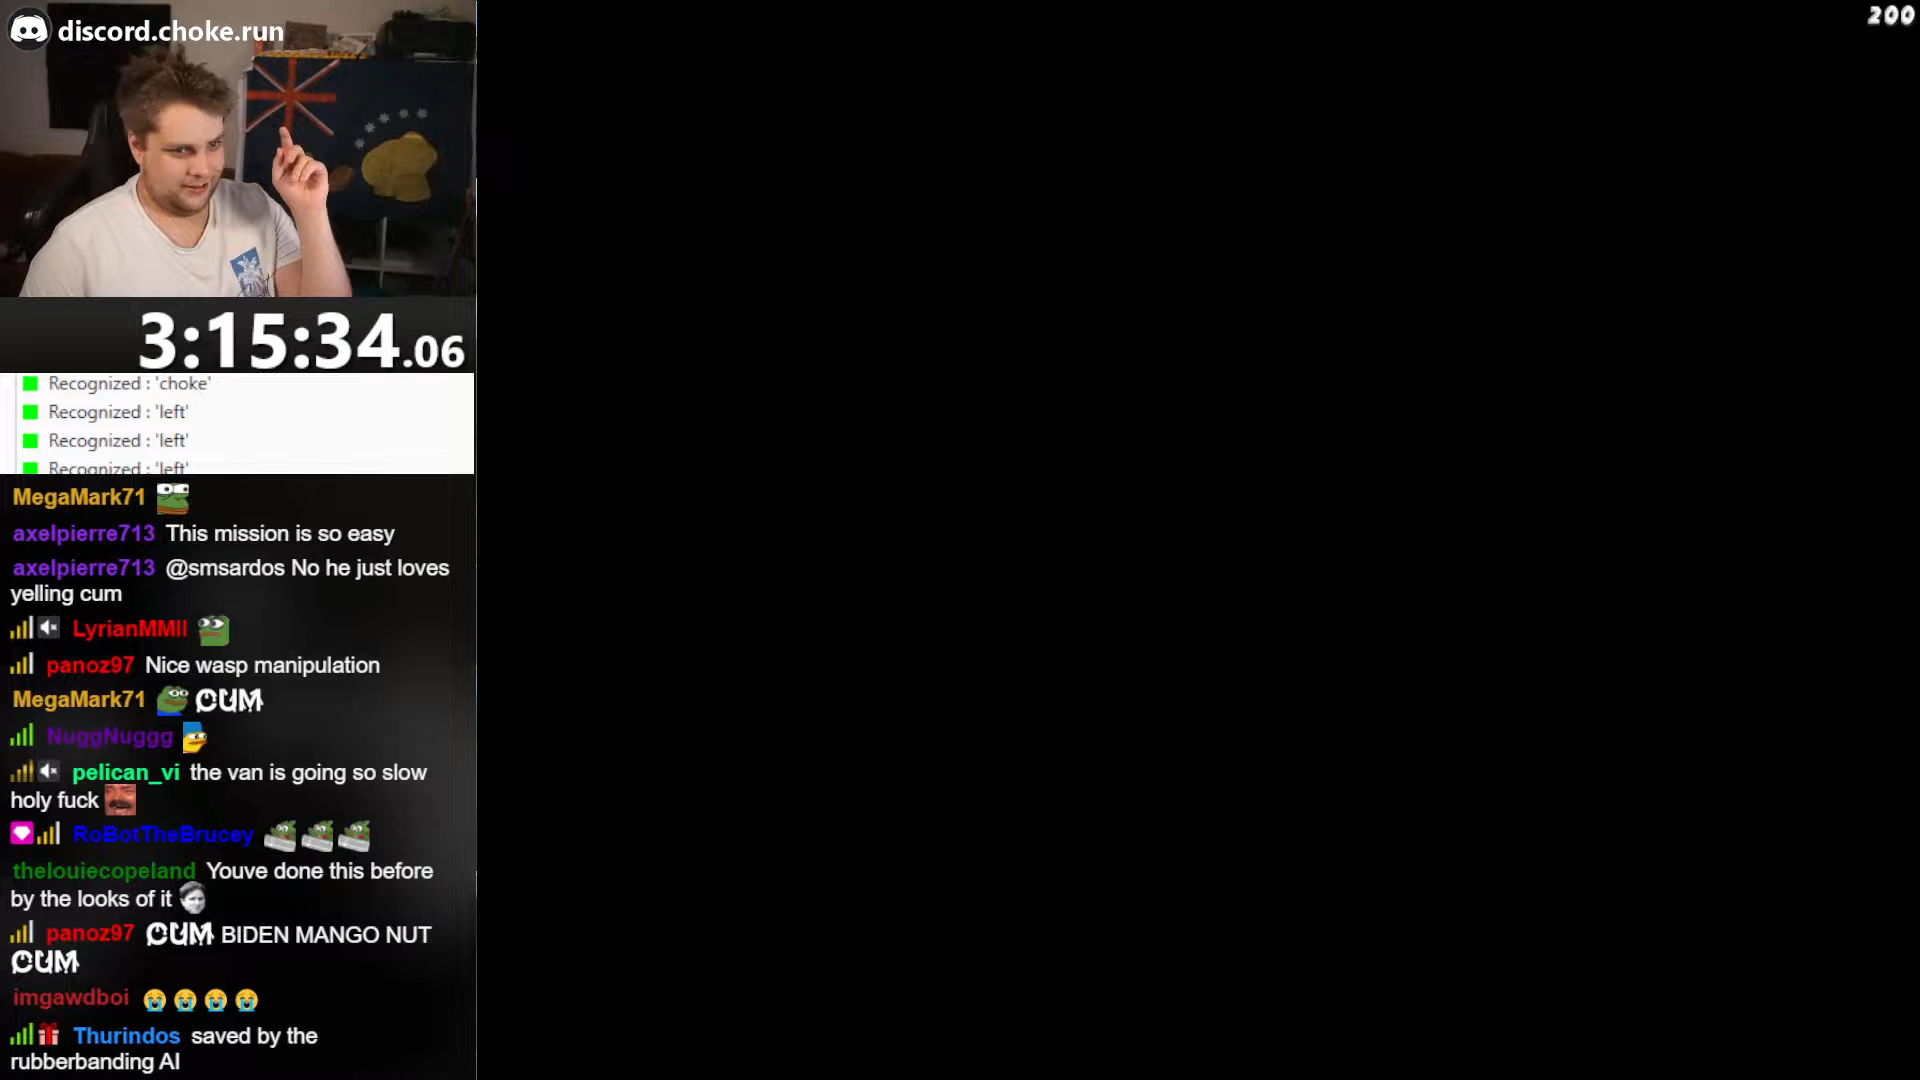 discord.choke.run
200
3:15:34.06
Recognized : 'choke'
Recognized : 'left'
Recognized : 'left'
Recognized : 'left'
MegaMark71
axelpierre713 This mission is so easy
axelpierre713 @smsardos No he just loves
yelling cum
LyrianMMII
panoz97 Nice wasp manipulation
MegaMark71 CUM
NuggNuggg
pelican_vi the van is going so slow
holy fuck
RoBotTheBrucey
thelouiecopeland Youve done this before
by the looks of it
panoz97 CUM BIDEN MANGO NUT
CUM
imgawdboi
Thurindos saved by the
rubberbanding AI